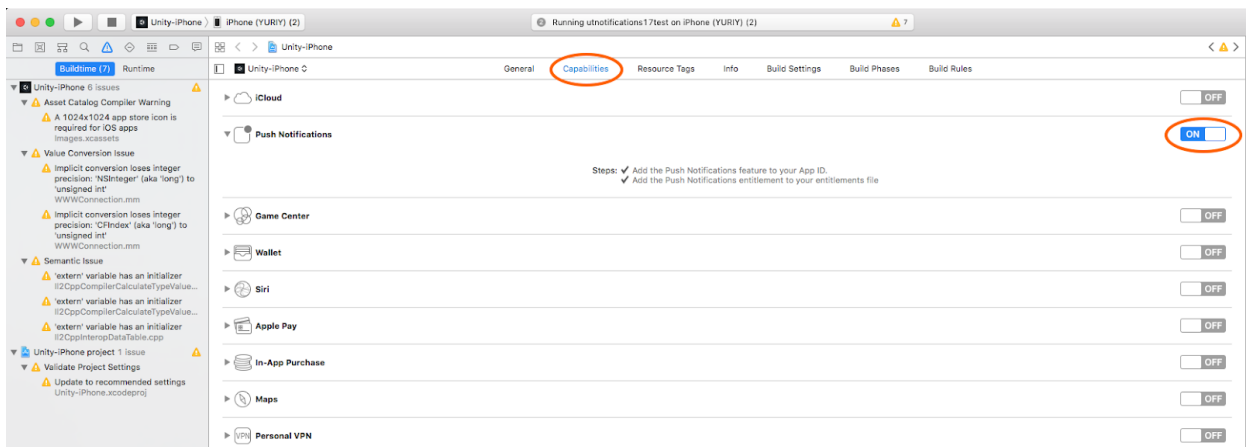 Unity-iPhone
iPhone (YURIY) (2)
Running utnotifications17test on iPhone (YURIY) (2)
7
Unity-iPhone
Buildtime (7)
Runtime
Unity-iPhone
General
Capabilities
Resource Tags
Info
Build Settings
Build Phases
Build Rules
Unity-iPhone 6 issues
Asset Catalog Compiler Warning
A 1024x1024 app store icon is
required for iOS apps
Images.xcassets
Value Conversion Issue
Implicit conversion loses integer
precision: 'NSInteger' (aka 'long') to
'unsigned int'
WWWConnection.mm
Implicit conversion loses integer
precision: 'CFIndex' (aka 'long') to
'unsigned int'
WWWConnection.mm
Semantic Issue
'extern' variable has an initializer
Il2CppCompilerCalculateTypeValue...
'extern' variable has an initializer
Il2CppCompilerCalculateTypeValue...
'extern' variable has an initializer
Il2CppInteropDataTable.cpp
Unity-iPhone project 1 issue
Validate Project Settings
Update to recommended settings
Unity-iPhone.xcodeproj
iCloud
OFF
Push Notifications
ON
Steps: ✔ Add the Push Notifications feature to your App ID.
✔ Add the Push Notifications entitlement to your entitlements file
Game Center
OFF
Wallet
OFF
Siri
OFF
Apple Pay
OFF
In-App Purchase
OFF
Maps
OFF
VPN Personal VPN
OFF